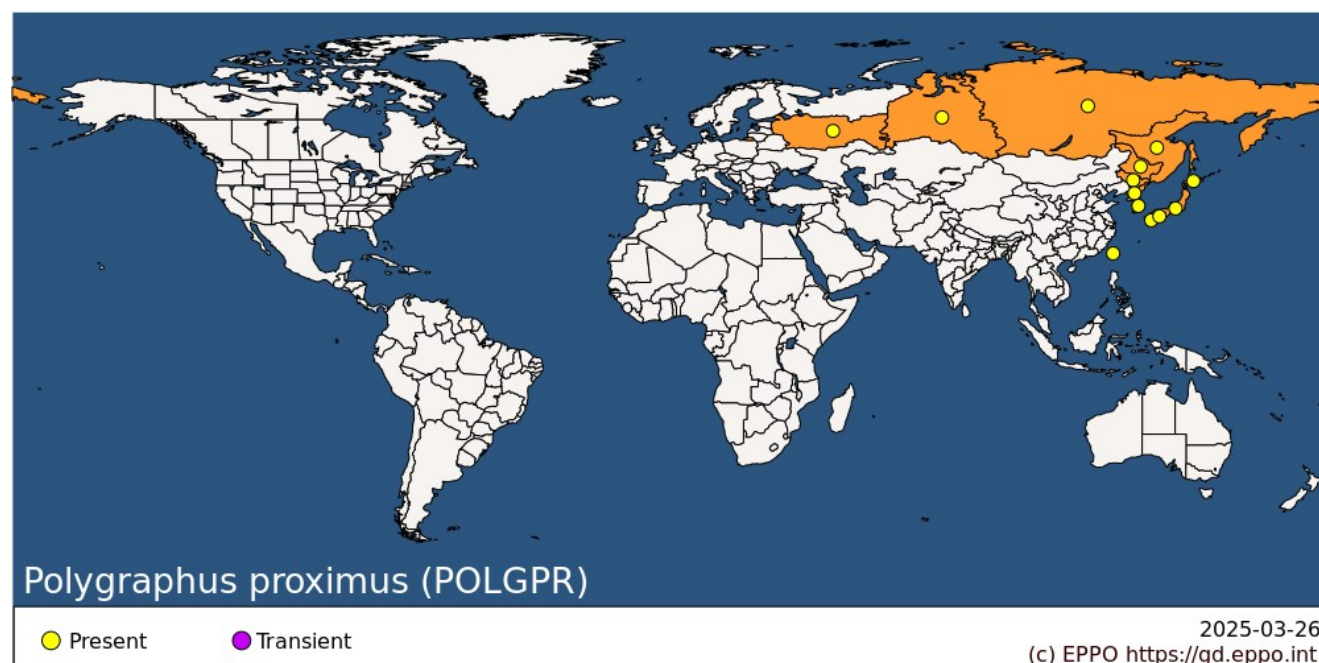 Polygraphus proximus (POLGPR)
Present
Transient
2025-03-26
(c) EPPO https://gd.eppo.int